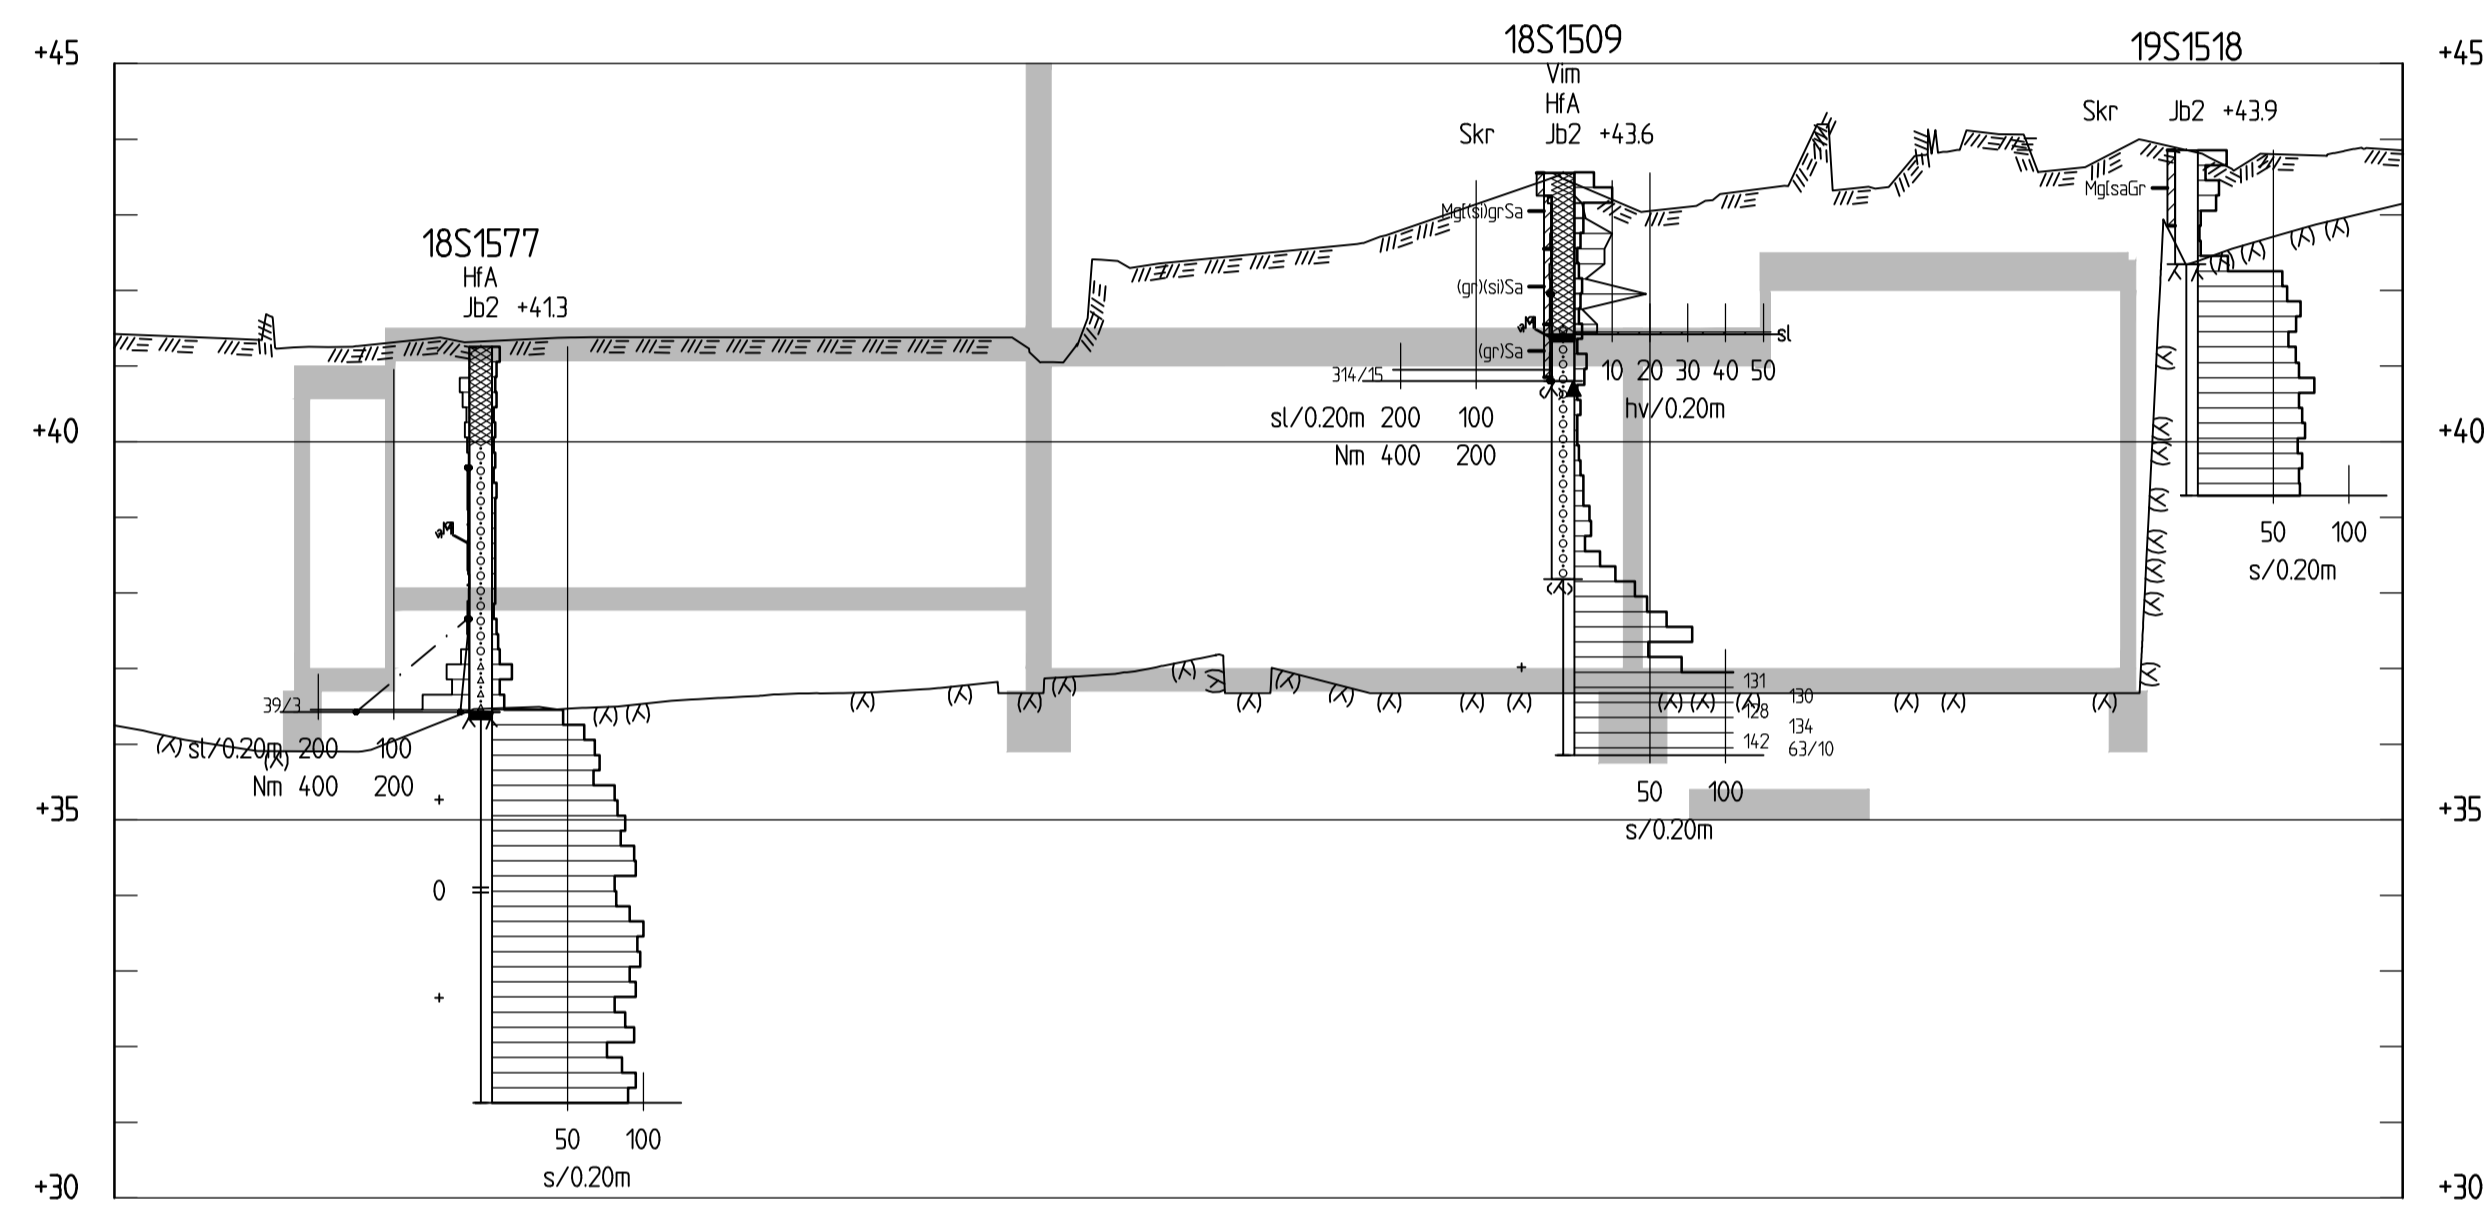 18S1509
19S1518
+45
+45
Vim
HfA
Skr Jb2 +43.6
Skr Jb2 +43.9
Mg[saGr
Mg[(si)grSa
18S1577
HfA
Jb2 +41.3
(gr)(si)Sa
sl
(gr)Sa
314/15
10 20 30 40 50
hv/0.20m
sl/0.20m 200 100
Nm 400 200
+40
+40
50 100
s/0.20m
+
131
130
128
134
142
63/10
39/3
sl/0.20m 200 100
Nm 400 200
50 100
s/0.20m
+
+35
+35
0
+
50 100
s/0.20m
+30
+30